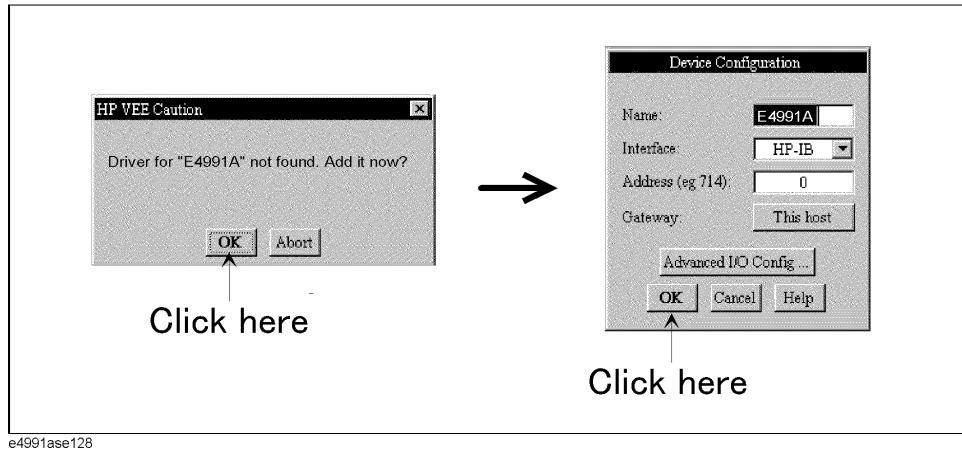 HP VEE Caution
Driver for "E4991A" not found. Add it now?
OK Abort
Click here
Device Configuration
Name: E4991A
Interface: HP-IB
Address (eg 714): 0
Gateway: This host
Advanced I/O Config ...
OK Cancel Help
Click here
e4991ase128